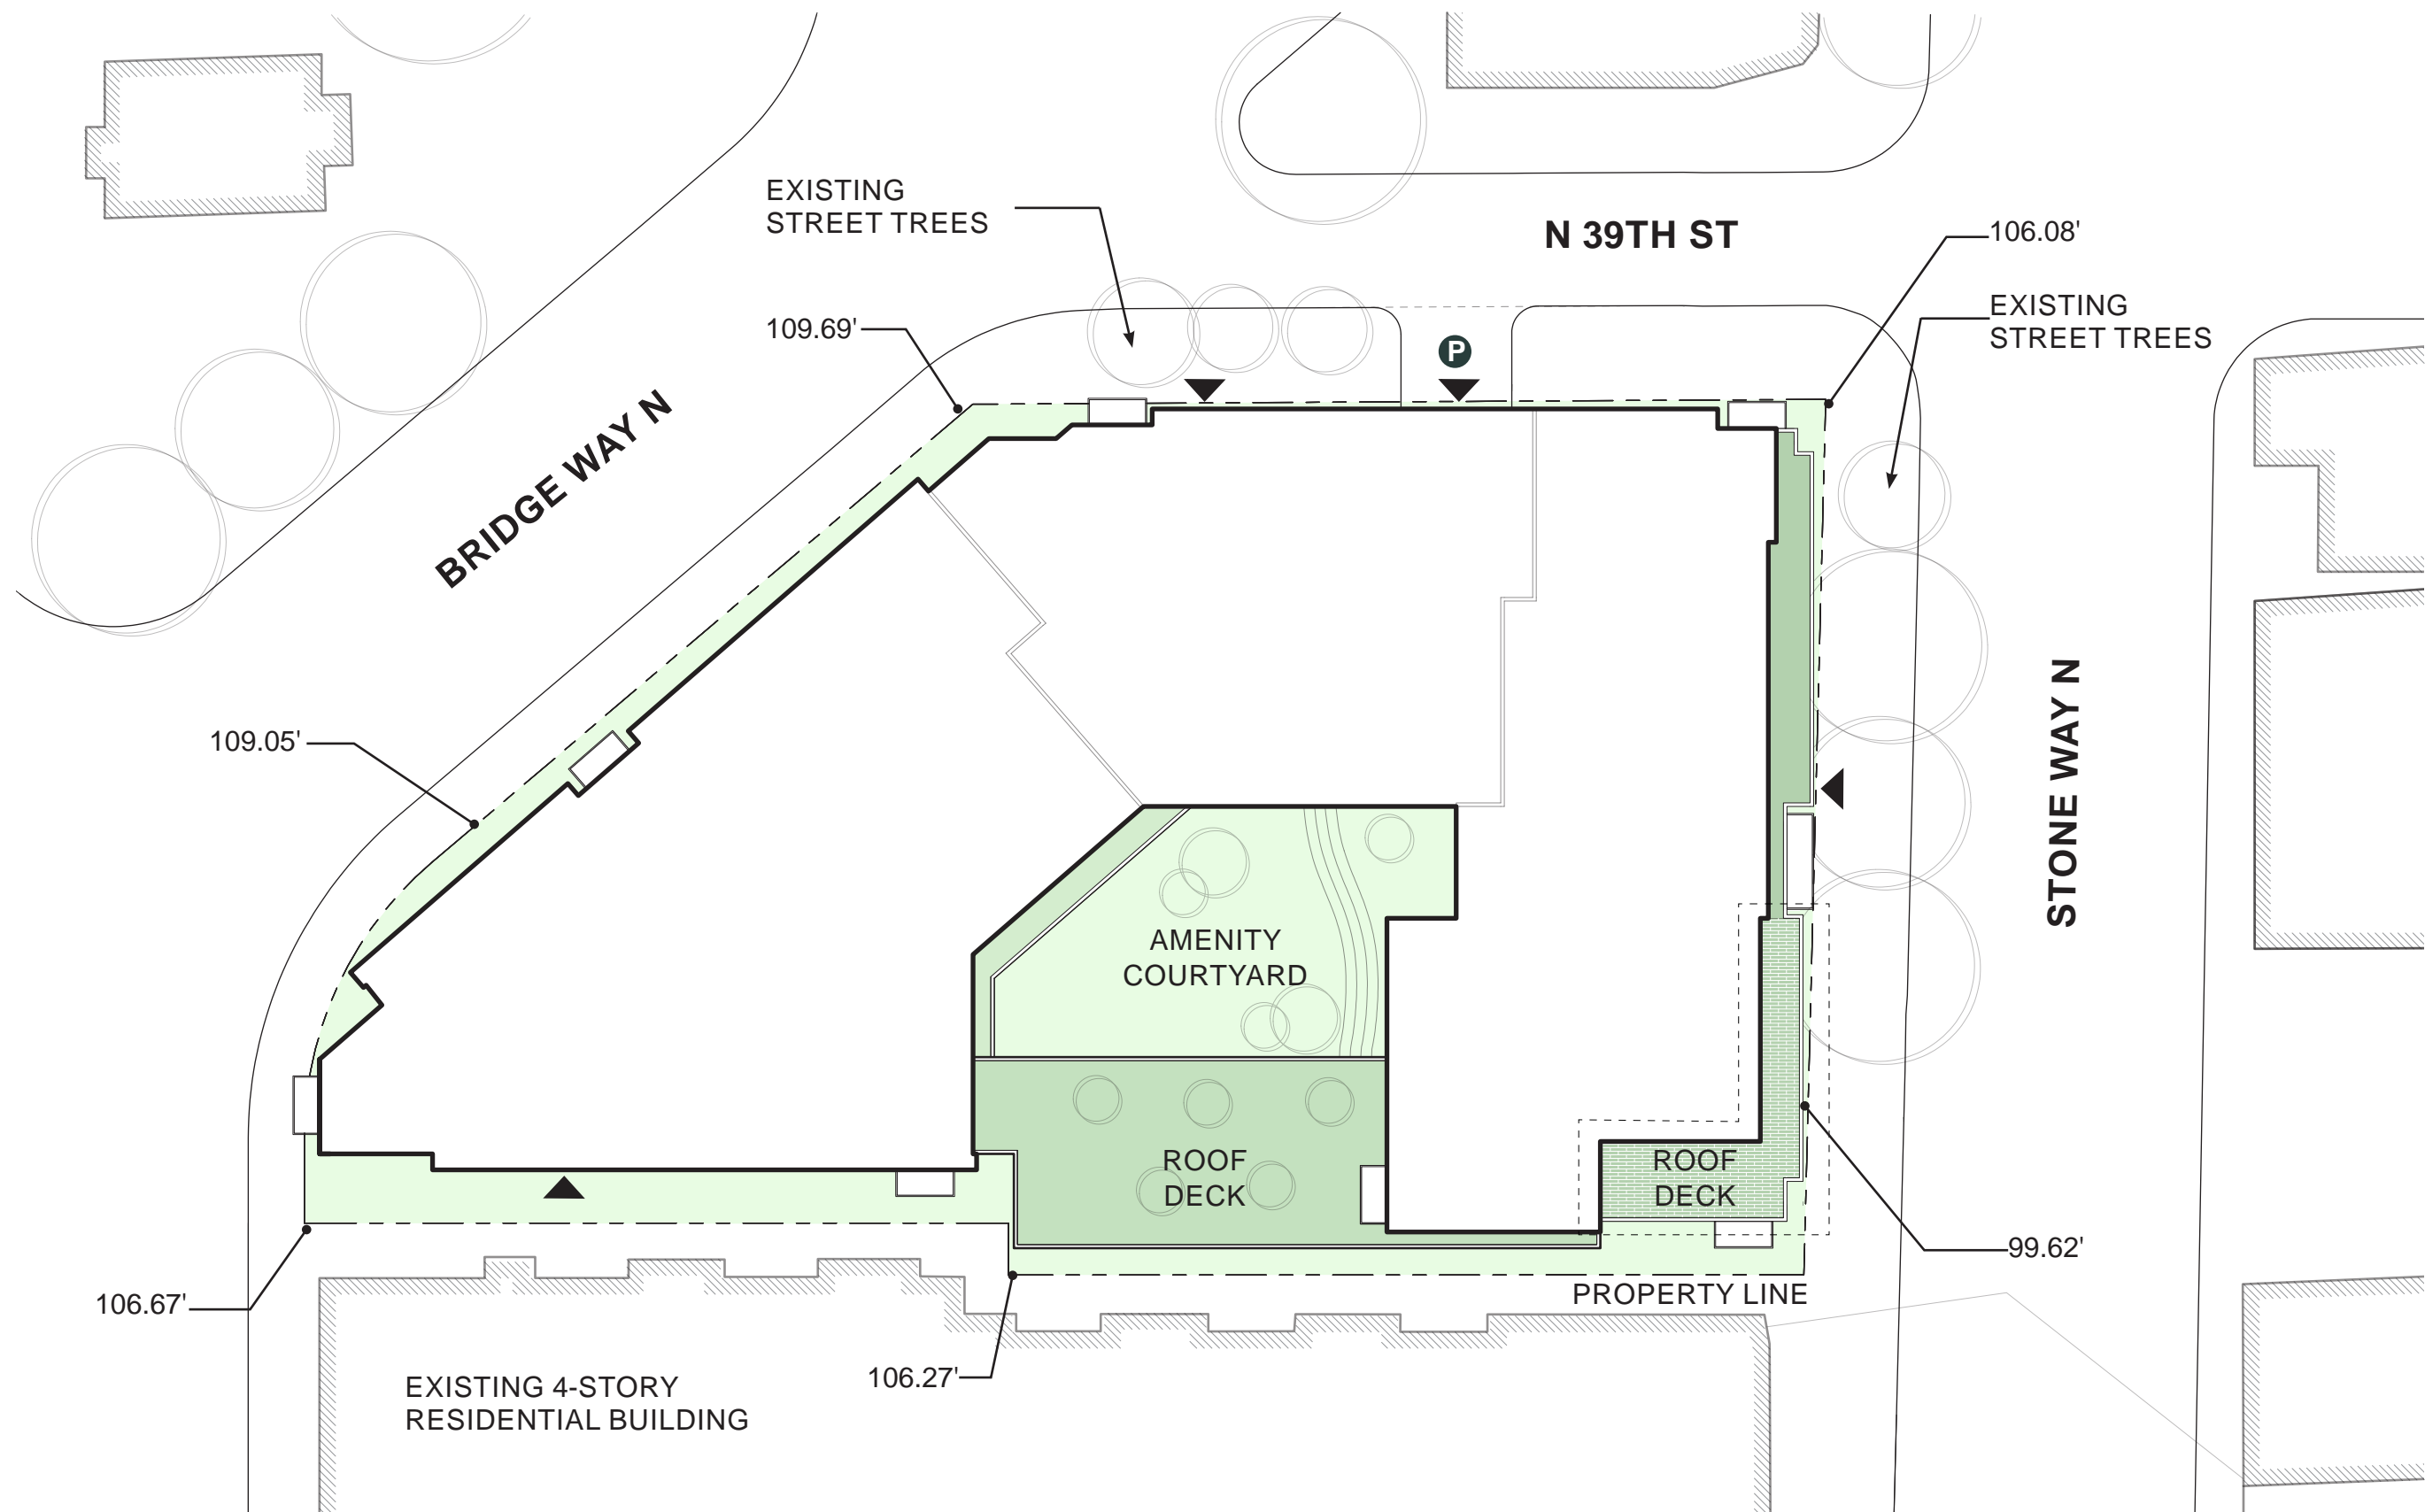 EXISTING
STREET TREES
N 39TH ST
106.08'
EXISTING
STREET TREES
109.69'
P
BRIDGE WAY N
109.05'
STONE WAY N
AMENITY
COURTYARD
ROOF
DECK
ROOF
DECK
106.67'
99.62'
PROPERTY LINE
106.27'
EXISTING 4-STORY
RESIDENTIAL BUILDING